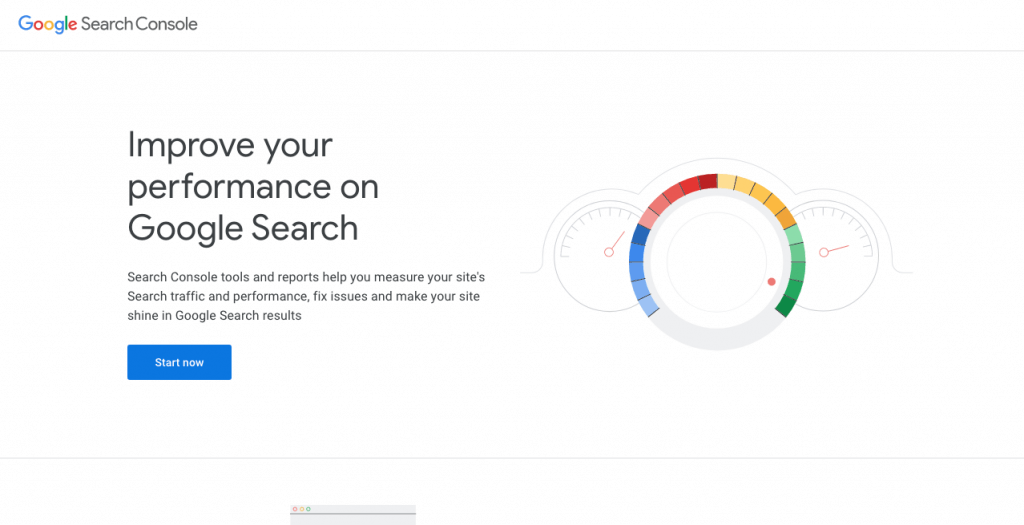 Google Search Console
Improve your
performance on
Google Search
Search Console tools and reports help you measure your site's
Search traffic and performance, fix issues and make your site
shine in Google Search results
Start now